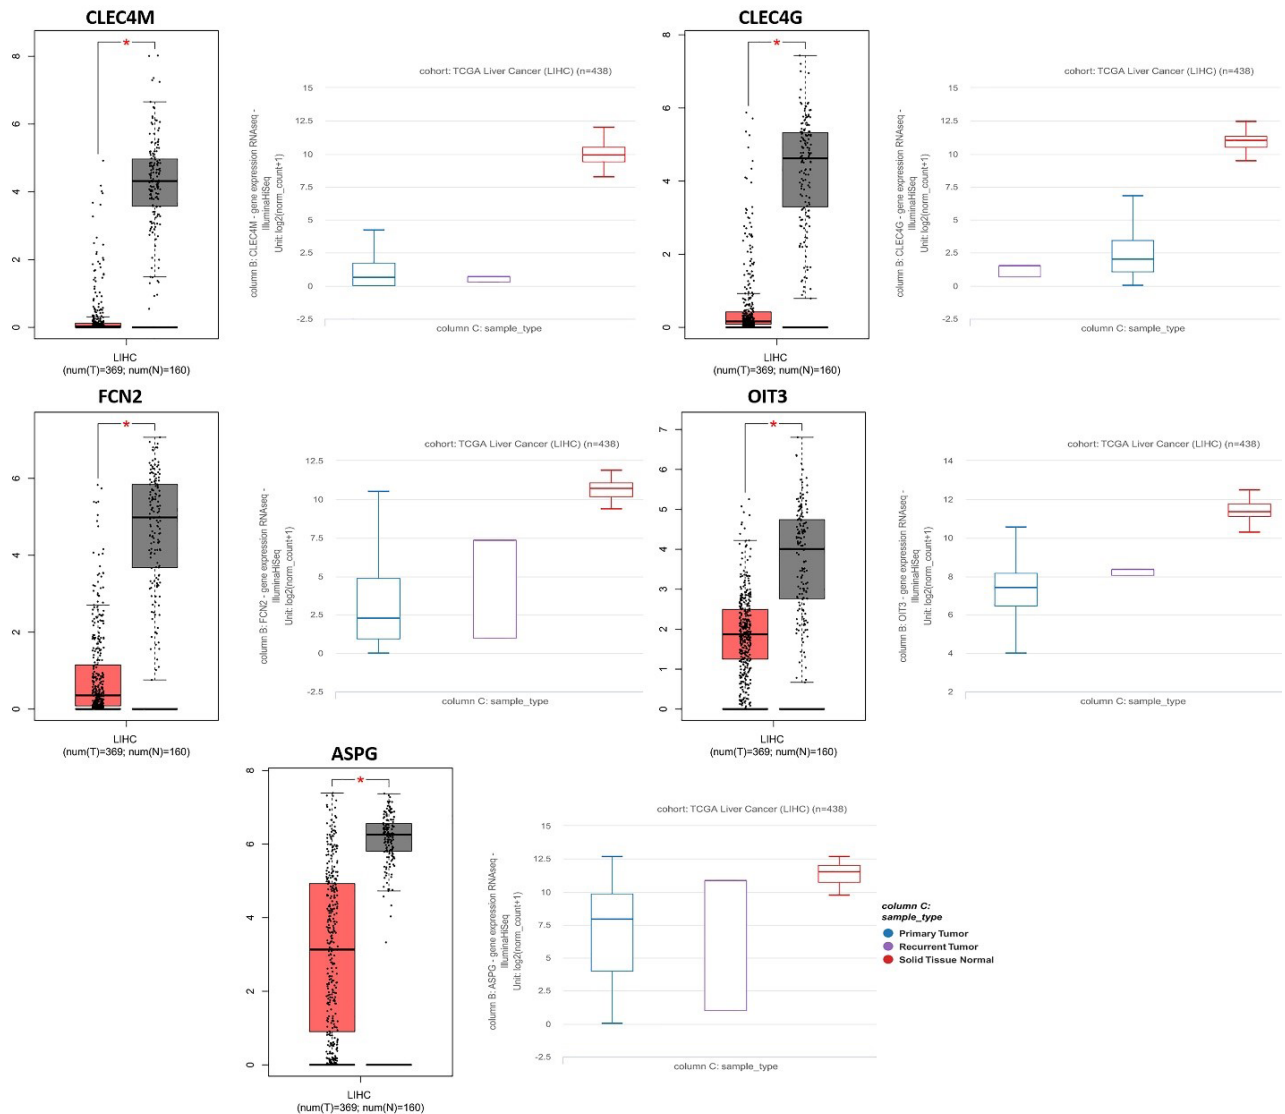 CLEC4M
8
6
4
2
0
*
LIHC
(num(T)=369; num(N)=160)
cohort: TCGA Liver Cancer (LIHC) (n=438)
column B: CLEC4M - gene expression RNAseq -
IlluminaHiSeq
Unit: log2(norm_count+1)
15
12.5
10
7.5
5
2.5
0
-2.5
column C: sample_type
CLEC4G
8
6
4
2
0
*
LIHC
(num(T)=369; num(N)=160)
cohort: TCGA Liver Cancer (LIHC) (n=438)
column B: CLEC4G - gene expression RNAseq -
IlluminaHiSeq
Unit: log2(norm_count+1)
15
12.5
10
7.5
5
2.5
0
-2.5
column C: sample_type
FCN2
6
4
2
0
*
LIHC
(num(T)=369; num(N)=160)
cohort: TCGA Liver Cancer (LIHC) (n=438)
column B: FCN2 - gene expression RNAseq -
IlluminaHiSeq
Unit: log2(norm_count+1)
12.5
10
7.5
5
2.5
0
-2.5
column C: sample_type
OIT3
7
6
5
4
3
2
1
0
*
LIHC
(num(T)=369; num(N)=160)
cohort: TCGA Liver Cancer (LIHC) (n=438)
column B: OIT3 - gene expression RNAseq -
IlluminaHiSeq
Unit: log2(norm_count+1)
14
12
10
8
6
4
2
column C: sample_type
ASPG
8
6
4
2
0
*
LIHC
(num(T)=369; num(N)=160)
cohort: TCGA Liver Cancer (LIHC) (n=438)
column B: ASPG - gene expression RNAseq -
IlluminaHiSeq
Unit: log2(norm_count+1)
15
12.5
10
7.5
5
2.5
0
-2.5
column C: sample_type
column C:
sample_type
Primary Tumor
Recurrent Tumor
Solid Tissue Normal